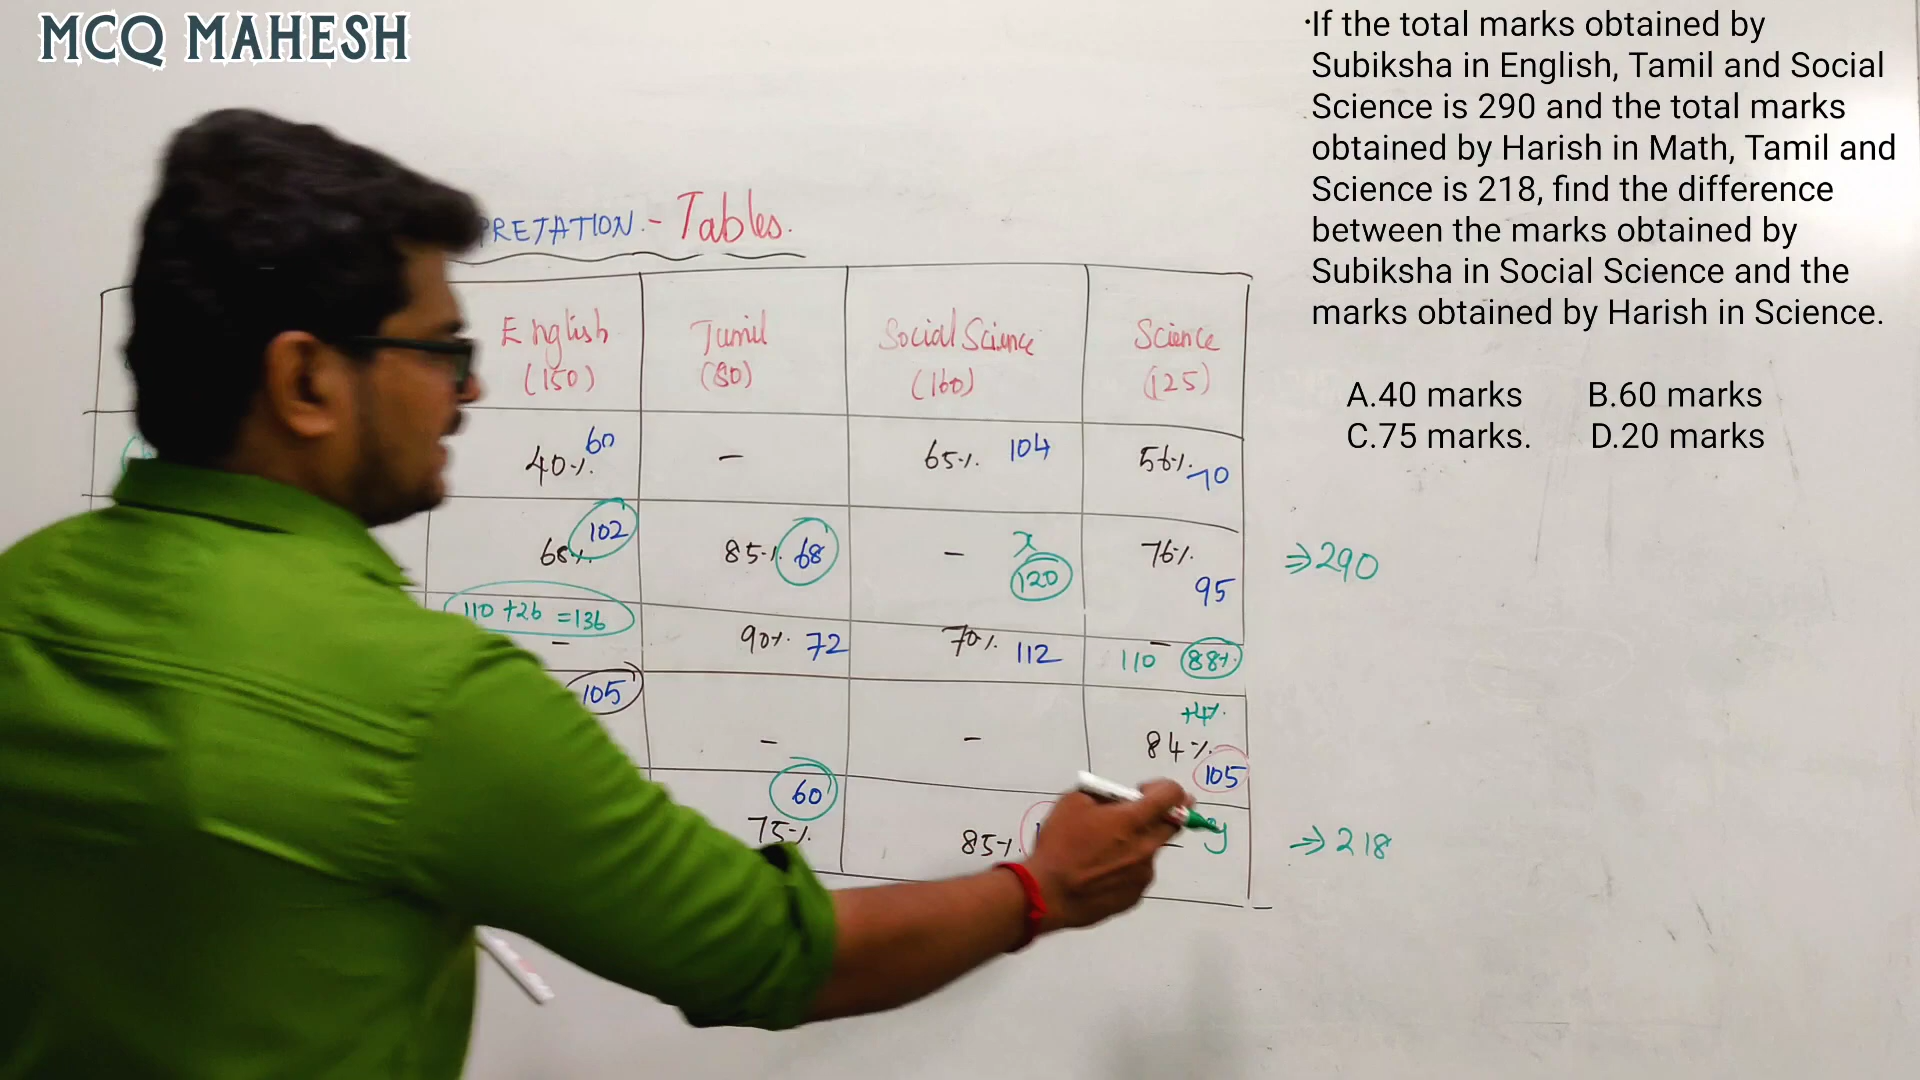 MCQ MAHESH
·If the total marks obtained by
Subiksha in English, Tamil and Social
Science is 290 and the total marks
obtained by Harish in Math, Tamil and
Science is 218, find the difference
between the marks obtained by
Subiksha in Social Science and the
marks obtained by Harish in Science.
A.40 marks B.60 marks
C.75 marks. D.20 marks
PRETATION - Tables.
English Tamil Social Science Science
(150) (80) (160) (125)
40% 60 - 65% 104 56% 70
68% 102 85% 68 - x 120 76% 95 ⇒290
110 +26 =136 - 90% 72 70% 112 - 110 88%
105 - - +4% 84% 105
60 75% 85% - y ⇒218